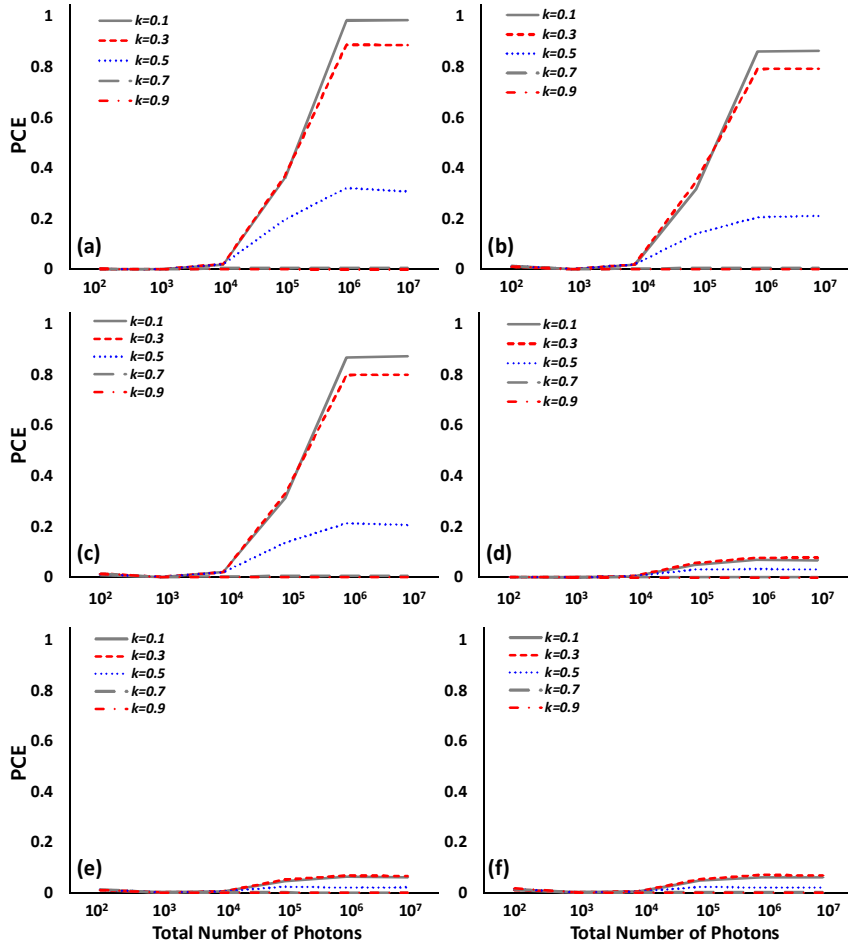 1
0.8
0.6
0.4
0.2
0
PCE
k=0.1
k=0.3
k=0.5
k=0.7
k=0.9
(a)
10²
10³
10⁴
10⁵
10⁶
10⁷
1
0.8
0.6
0.4
0.2
0
k=0.1
k=0.3
k=0.5
k=0.7
k=0.9
(b)
10²
10³
10⁴
10⁵
10⁶
10⁷
1
0.8
0.6
0.4
0.2
0
PCE
k=0.1
k=0.3
k=0.5
k=0.7
k=0.9
(c)
10²
10³
10⁴
10⁵
10⁶
10⁷
1
0.8
0.6
0.4
0.2
0
k=0.1
k=0.3
k=0.5
k=0.7
k=0.9
(d)
10²
10³
10⁴
10⁵
10⁶
10⁷
1
0.8
0.6
0.4
0.2
0
PCE
k=0.1
k=0.3
k=0.5
k=0.7
k=0.9
(e)
10²
10³
10⁴
10⁵
10⁶
10⁷
Total Number of Photons
1
0.8
0.6
0.4
0.2
0
k=0.1
k=0.3
k=0.5
k=0.7
k=0.9
(f)
10²
10³
10⁴
10⁵
10⁶
10⁷
Total Number of Photons